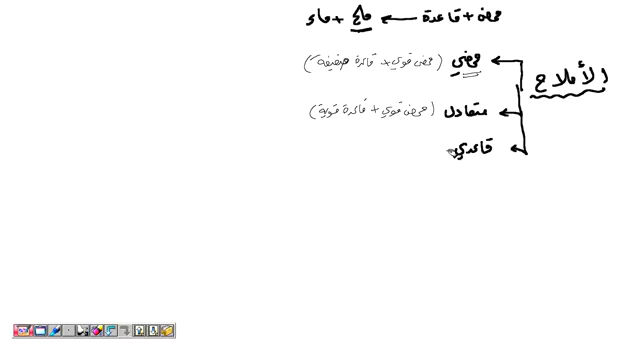 حمض + قاعدة ← ملح + ماء
الأملاح
حمضي (حمض قوي + قاعدة ضعيفة)
متعادل (حمض قوي + قاعدة قوية)
قاعدي